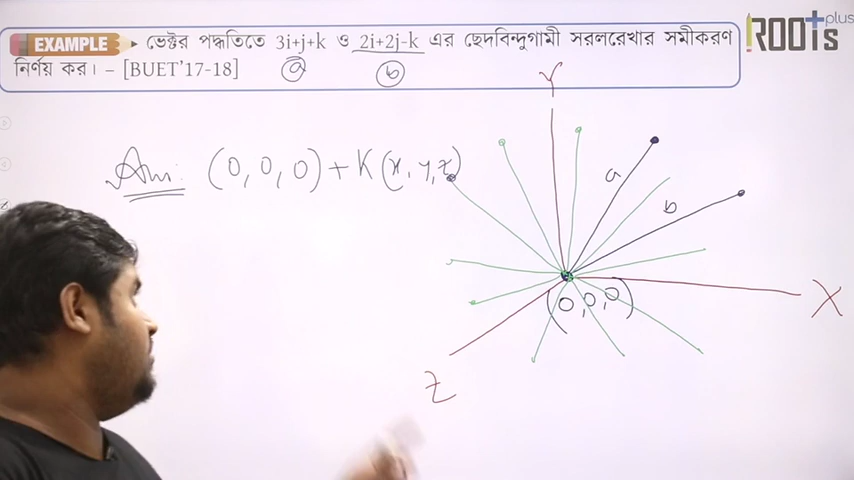 EXAMPLE ভেক্টর পদ্ধতিতে 3i+j+k ও 2i+2j-k এর ছেদবিন্দুগামী সরলরেখার সমীকরণ
নির্ণয় কর। – [BUET'17-18]
a b
ROOTs plus
Y
Ans: (0, 0, 0) + K (x, y, z)
a
b
(0, 0, 0)
X
Z